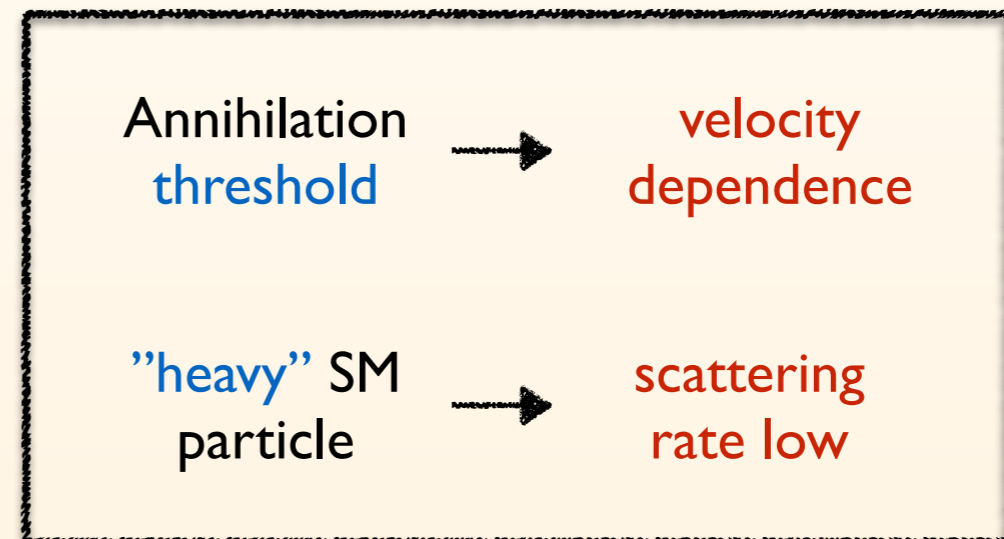 Annihilation
threshold
velocity
dependence
”heavy” SM
particle
scattering
rate low